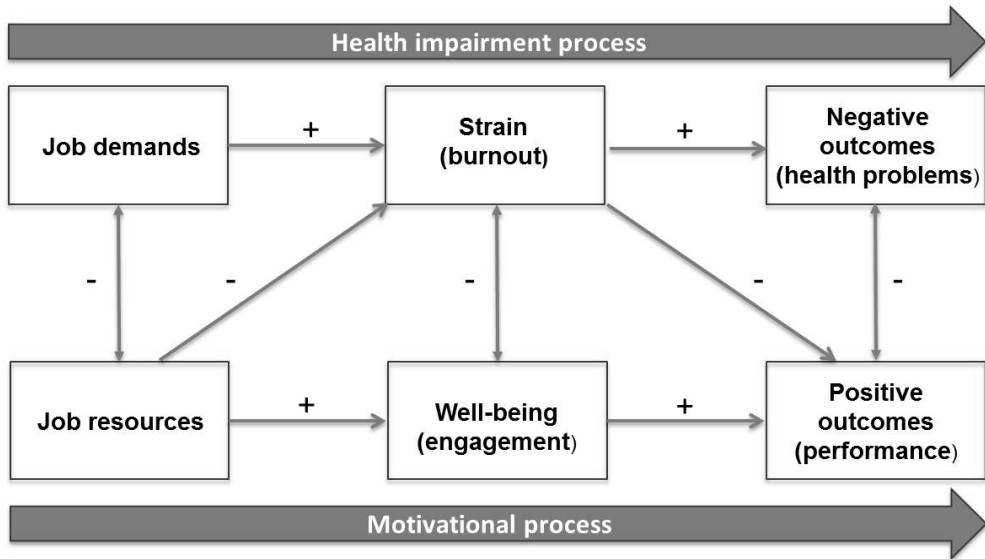 Health impairment process
Job demands
+
Strain
(burnout)
+
Negative
outcomes
(health problems)
-
-
-
-
-
Job resources
+
Well-being
(engagement)
+
Positive
outcomes
(performance)
Motivational process